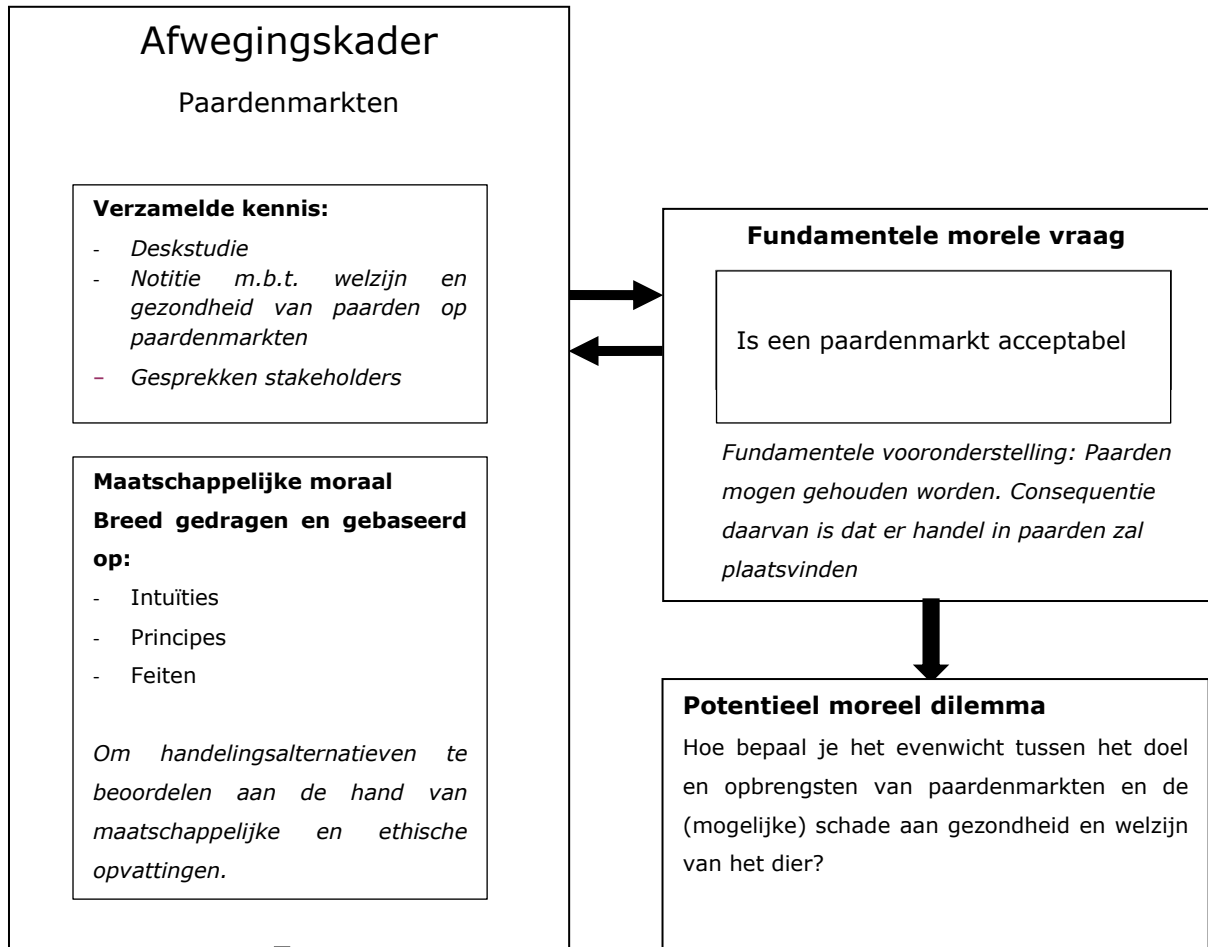 Afwegingskader
Paardenmarkten
Verzamelde kennis:
- Deskstudie
- Notitie m.b.t. welzijn en
gezondheid van paarden op
paardenmarkten
- Gesprekken stakeholders
Maatschappelijke moraal
Breed gedragen en gebaseerd
op:
- Intuïties
- Principes
- Feiten
Om handelingsalternatieven te
beoordelen aan de hand van
maatschappelijke en ethische
opvattingen.
Fundamentele morele vraag
Is een paardenmarkt acceptabel
Fundamentele vooronderstelling: Paarden
mogen gehouden worden. Consequentie
daarvan is dat er handel in paarden zal
plaatsvinden
Potentieel moreel dilemma
Hoe bepaal je het evenwicht tussen het doel
en opbrengsten van paardenmarkten en de
(mogelijke) schade aan gezondheid en welzijn
van het dier?